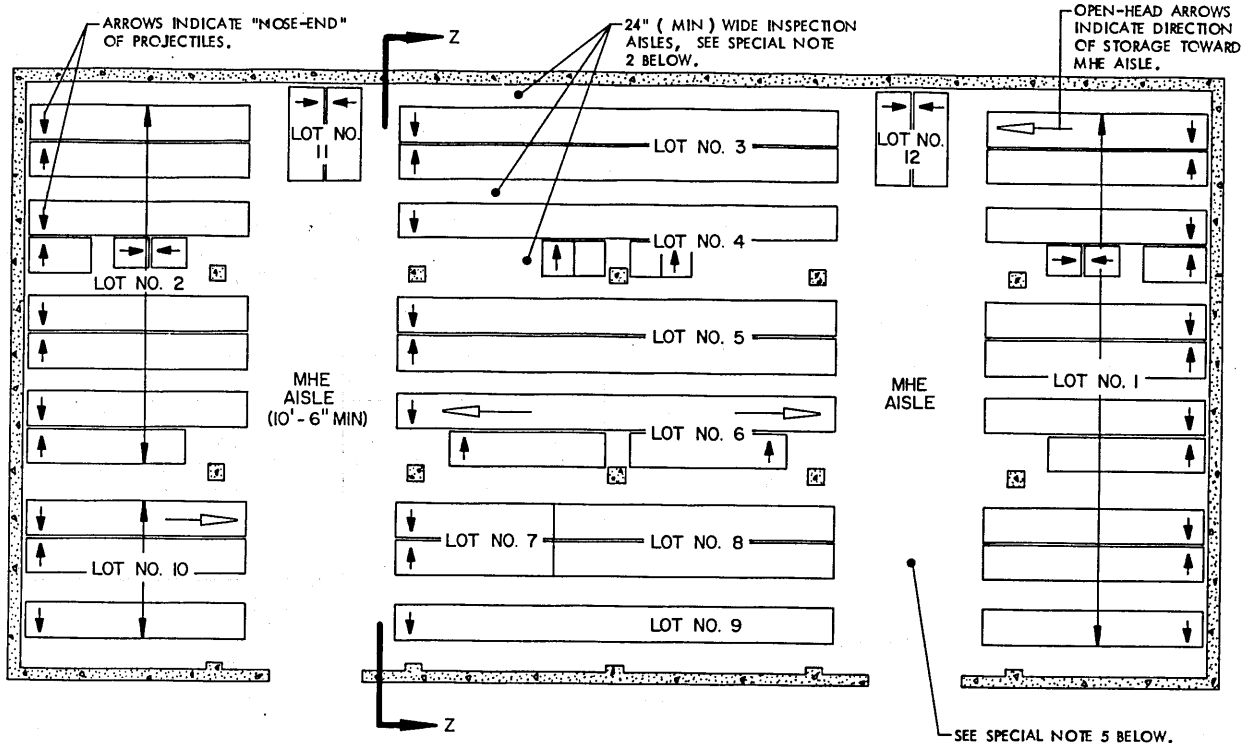 ARROWS INDICATE "NOSE-END"
OF PROJECTILES.
Z
24" ( MIN ) WIDE INSPECTION
AISLES, SEE SPECIAL NOTE
2 BELOW.
OPEN-HEAD ARROWS
INDICATE DIRECTION
OF STORAGE TOWARD
MHE AISLE.
LOT NO.
11
LOT NO. 3
LOT NO.
12
LOT NO. 4
LOT NO. 2
LOT NO. 5
MHE
AISLE
(10'-6" MIN)
MHE
AISLE
LOT NO. 1
LOT NO. 6
LOT NO. 7
LOT NO. 8
LOT NO. 10
LOT NO. 9
Z
SEE SPECIAL NOTE 5 BELOW.